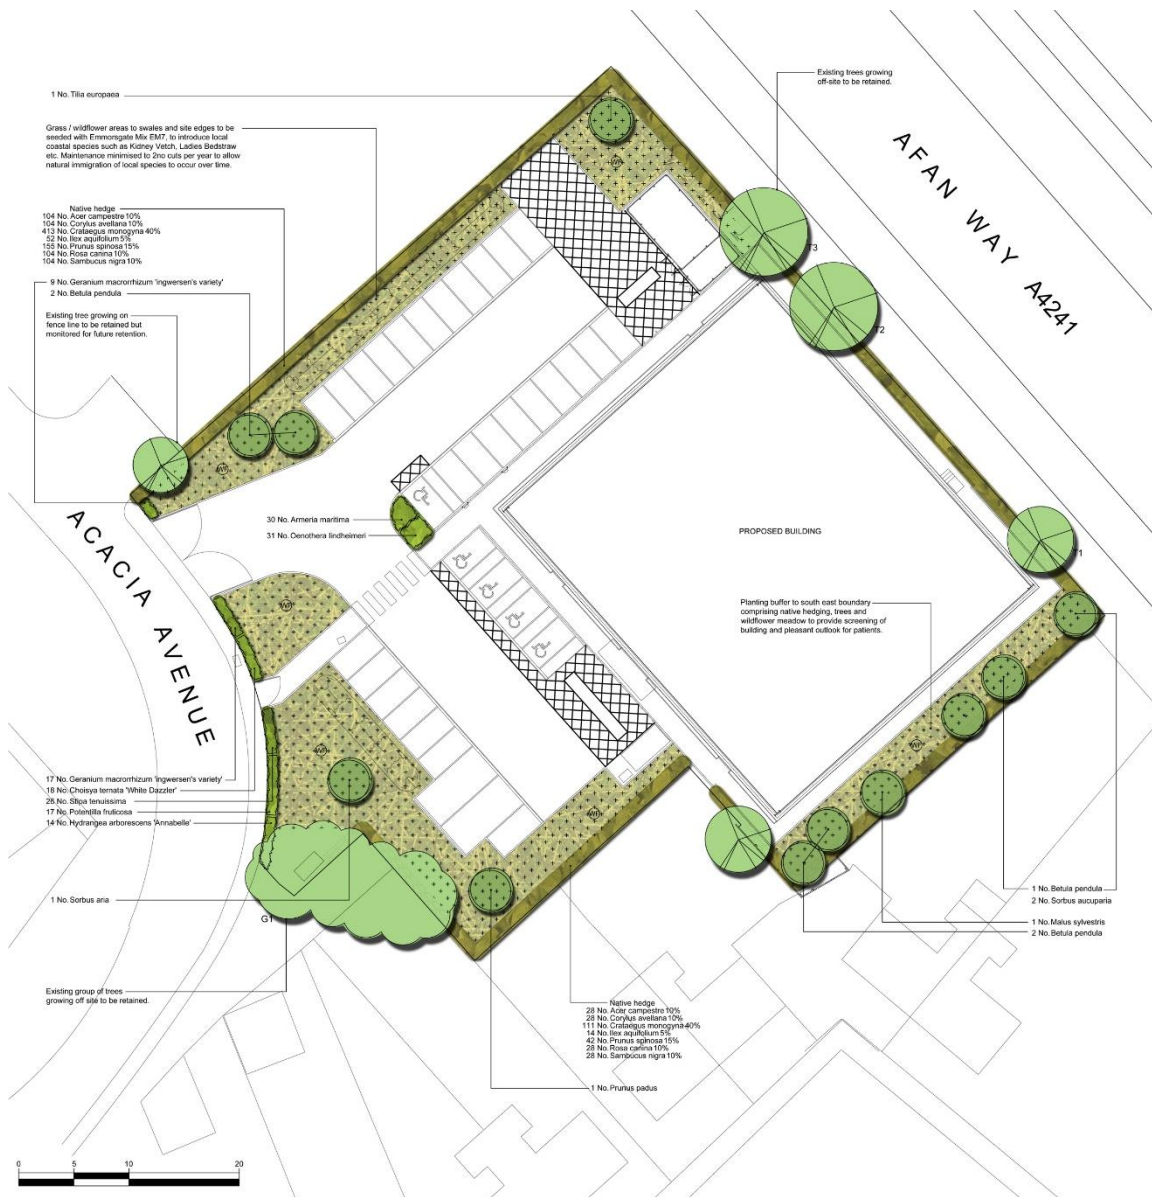 Existing trees growing
off-site to be retained.
1 No. Tilia europaea
AFAN WAY A4241
Grass / wildflower areas to swales and site edges to be
seeded with Emmorsgate Mix EM7, to introduce local
coastal species such as Kidney Vetch, Ladies Bedstraw
etc. Maintenance minimised to 2no cuts per year to allow
natural immigration of local species to occur over time.
WF
Native hedge
104 No. Acer campestre 10%
104 No. Corylus avellana 10%
413 No. Crataegus monogyna 40%
52 No. Ilex aquifolium 5%
155 No. Prunus spinosa 15%
104 No. Rosa canina 10%
104 No. Sambucus nigra 10%
T3
9 No. Geranium macrorrhizum 'ingwersen's variety'
2 No. Betula pendula
Existing tree growing on
fence line to be retained but
monitored for future retention.
T2
WF
ACACIA AVENUE
30 No. Armeria maritima
31 No. Oenothera lindheimeri
PROPOSED BUILDING
T1
WF
Planting buffer to south east boundary
comprising native hedging, trees and
wildflower meadow to provide screening of
building and pleasant outlook for patients.
WF
WF
17 No. Geranium macrorrhizum 'ingwersen's variety'
18 No. Choisya ternata 'White Dazzler'
26 No. Stipa tenuissima
17 No. Potentilla fruticosa
14 No. Hydrangea arborescens 'Annabelle'
WF
1 No. Sorbus aria
G1
1 No. Betula pendula
2 No. Sorbus aucuparia
1 No. Malus sylvestris
2 No. Betula pendula
Existing group of trees
growing off site to be retained.
Native hedge
28 No. Acer campestre 10%
28 No. Corylus avellana 10%
111 No. Crataegus monogyna 40%
14 No. Ilex aquifolium 5%
42 No. Prunus spinosa 15%
28 No. Rosa canina 10%
28 No. Sambucus nigra 10%
1 No. Prunus padus
0 5 10 20